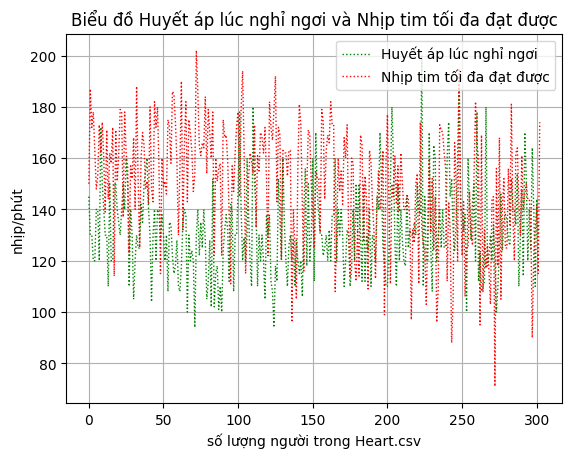 Biểu đồ Huyết áp lúc nghỉ ngơi và Nhịp tim tối đa đạt được
Huyết áp lúc nghỉ ngơi
Nhịp tim tối đa đạt được
nhịp/phút
200
180
160
140
120
100
80
0 50 100 150 200 250 300
số lượng người trong Heart.csv